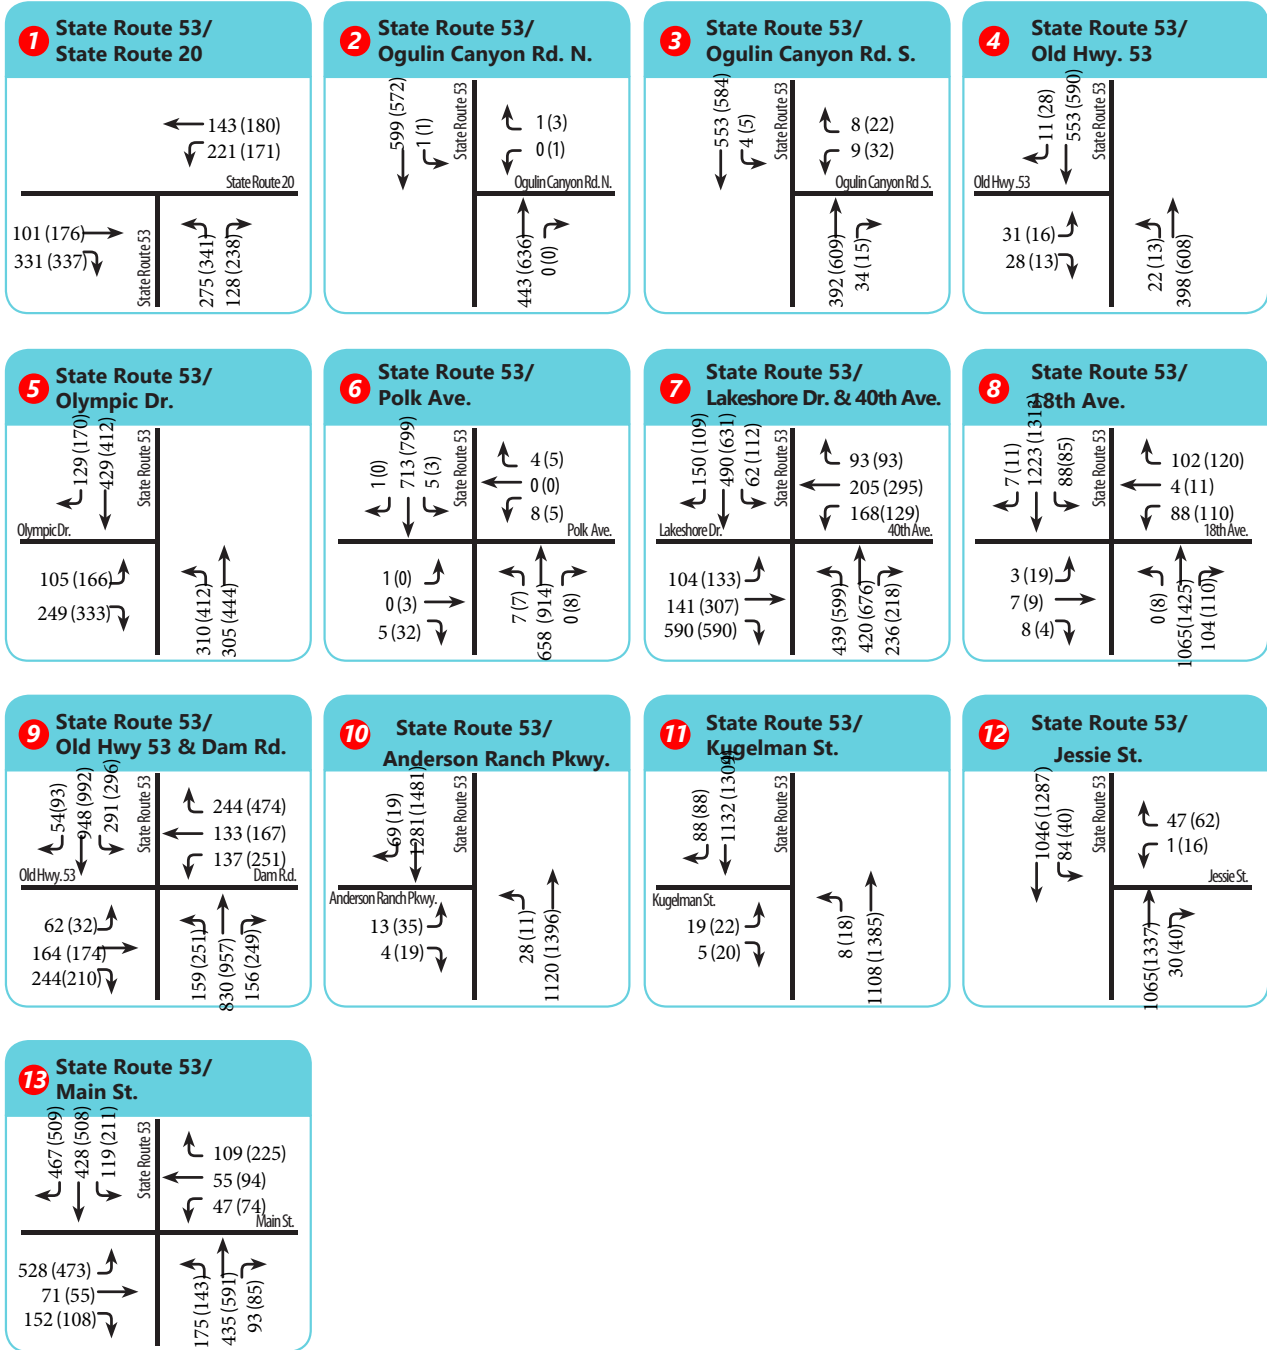 1
State Route 53/
State Route 20
143 (180)
221 (171)
State Route 20
101 (176)
331 (337)
State Route 53
275 (341)
128 (238)
2
State Route 53/
Ogulin Canyon Rd. N.
599 (572)
1 (1)
State Route 53
1 (3)
0 (1)
Ogulin Canyon Rd. N.
443 (636)
0 (0)
3
State Route 53/
Ogulin Canyon Rd. S.
553 (584)
4 (5)
State Route 53
8 (22)
9 (32)
Ogulin Canyon Rd .S.
392 (609)
34 (15)
4
State Route 53/
Old Hwy. 53
11 (28)
553 (590)
State Route 53
Old Hwy .53
31 (16)
28 (13)
22 (13)
398 (608)
5
State Route 53/
Olympic Dr.
129 (170)
429 (412)
State Route 53
Olympic Dr.
105 (166)
249 (333)
310 (412)
305 (444)
6
State Route 53/
Polk Ave.
1 (0)
713 (799)
5 (3)
State Route 53
4 (5)
0 (0)
8 (5)
Polk Ave.
1 (0)
0 (3)
5 (32)
7 (7)
658 (914)
0 (8)
7
State Route 53/
Lakeshore Dr. & 40th Ave.
150 (109)
490 (631)
62 (112)
State Route 53
93 (93)
205 (295)
168(129)
Lakeshore Dr.
40th Ave.
104 (133)
141 (307)
590 (590)
439 (599)
420 (676)
236 (218)
8
State Route 53/
18th Ave.
7 (11)
1223 (1313)
88(85)
State Route 53
102 (120)
4 (11)
88 (110)
18th Ave.
3 (19)
7 (9)
8 (4)
0 (8)
1065(1425)
104 (110)
9
State Route 53/
Old Hwy 53 & Dam Rd.
54(93)
948 (992)
291 (296)
State Route 53
244 (474)
133 (167)
137 (251)
Old Hwy. 53
Dam R.d.
62 (32)
164 (174)
244(210)
159 (251)
830 (957)
156 (249)
10
State Route 53/
Anderson Ranch Pkwy.
69 (19)
1281 (1481)
State Route 53
Anderson Ranch Pkwy.
13 (35)
4 (19)
28 (11)
1120 (1396)
11
State Route 53/
Kugelman St.
88 (88)
1132 (1309)
State Route 53
Kugelman St.
19 (22)
5 (20)
8 (18)
1108 (1385)
12
State Route 53/
Jessie St.
1046 (1287)
84 (40)
State Route 53
47 (62)
1 (16)
Jessie St.
1065(1337)
30 (40)
13
State Route 53/
Main St.
467 (509)
428 (508)
119 (211)
State Route 53
109 (225)
55 (94)
47 (74)
Main St.
528 (473)
71 (55)
152 (108)
175 (143)
435 (591)
93 (85)